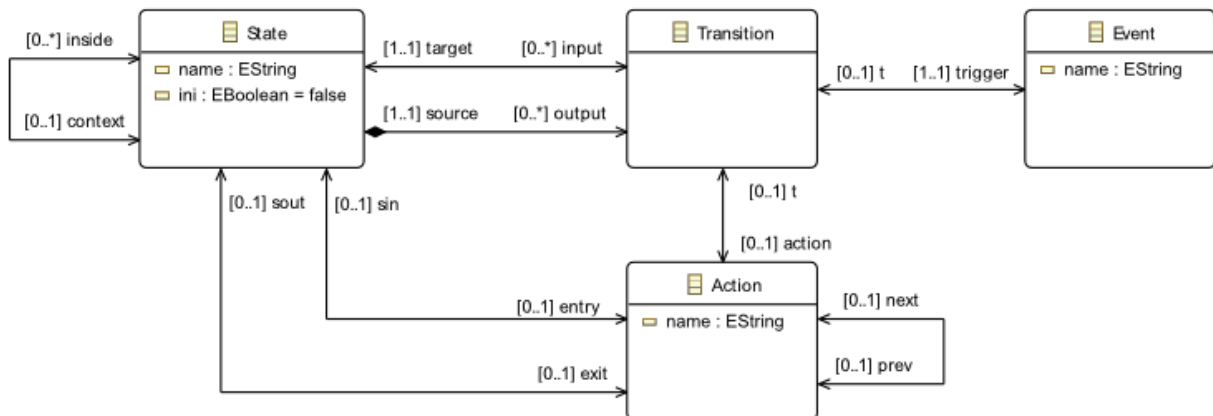 State
Transition
Event
[0..*] inside
[1..1] target
[0..*] input
name : EString
name : EString
[0..1] t
[1..1] trigger
ini : EBoolean = false
[1..1] source
[0..*] output
[0..1] context
[0..1] sout
[0..1] sin
[0..1] t
[0..1] action
Action
[0..1] entry
[0..1] next
name : EString
[0..1] exit
[0..1] prev